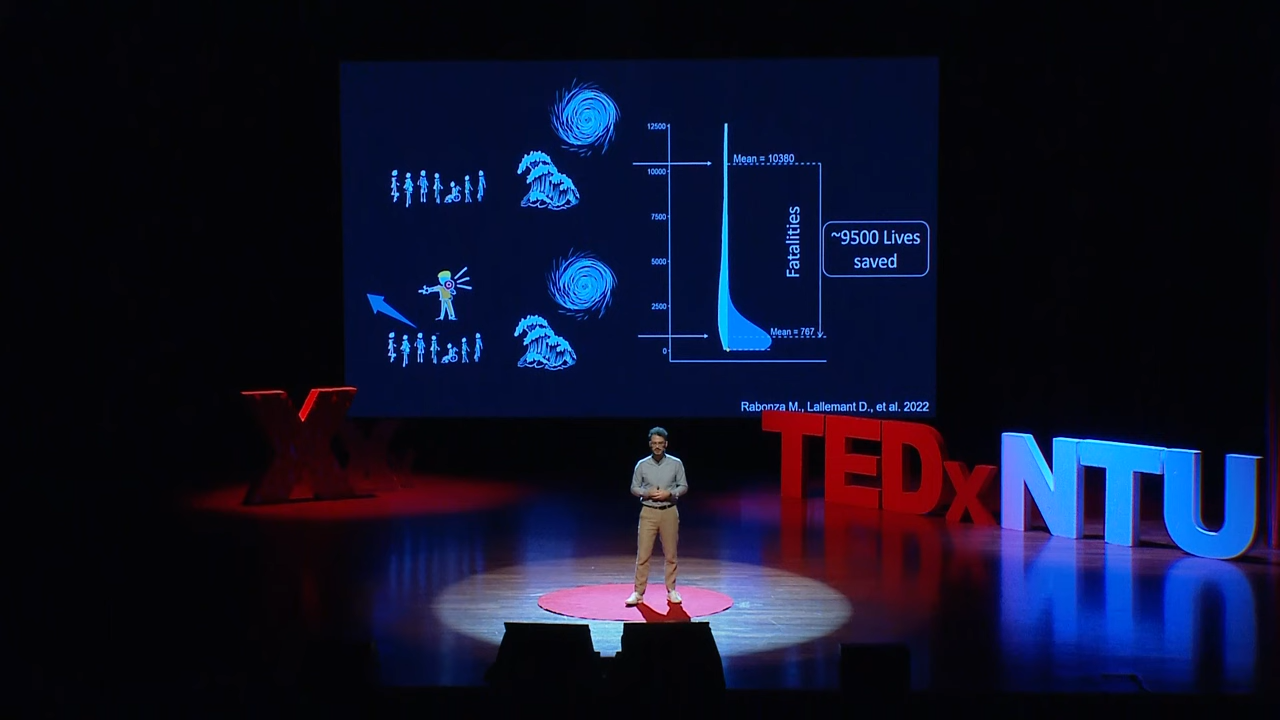 12500
Mean = 10380
10000
7500
Fatalities
~9500 Lives
saved
5000
2500
Mean = 767
0
Rabonza M., Lallemant D., et al. 2022
X
TEDxNTU